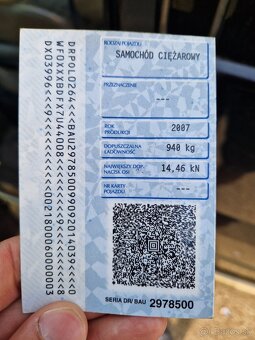 RODZAJ POJAZDU
SAMOCHÓD CIĘŻAROWY
PRZEZNACZENIE
---
ROK
PRODUKCJI
2007
DOPUSZCZALNA
ŁADOWNOŚĆ
940 kg
NAJWIĘKSZY DOP.
NACISK OSI
14,46 kN
NR KARTY
POJAZDU
---
SERIA DR/ BAU 2978500